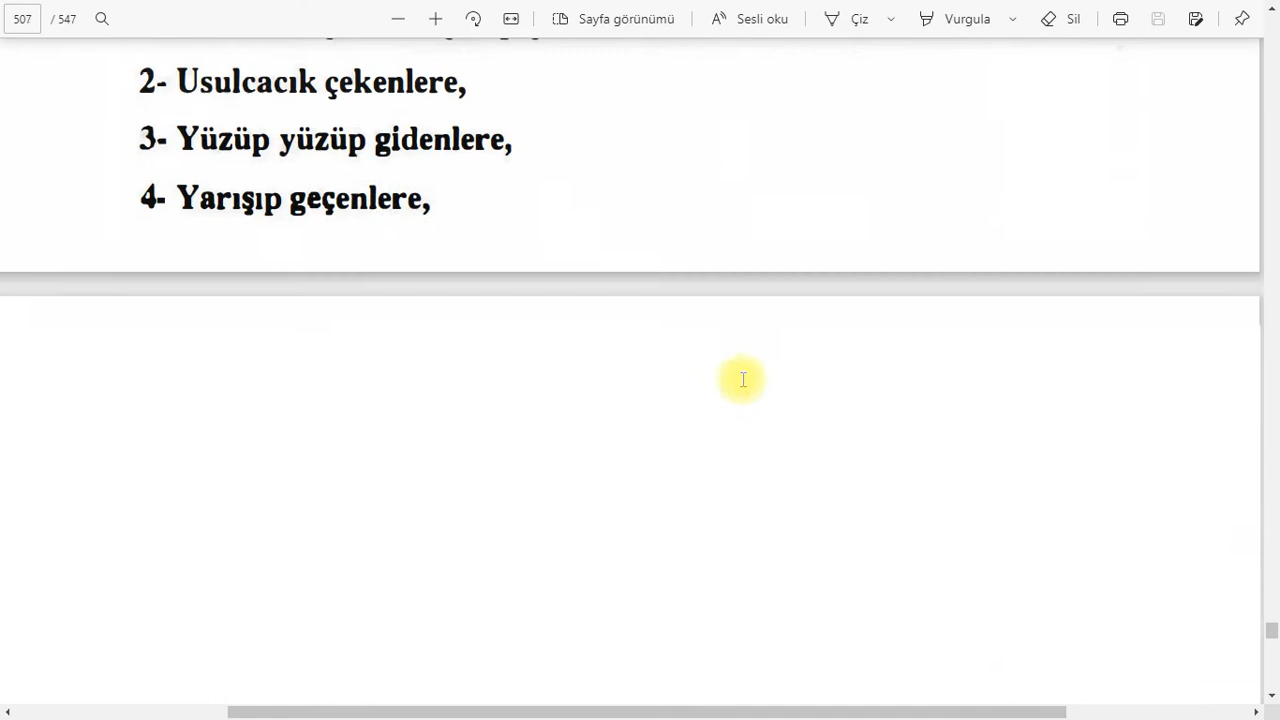 507 / 547 Sayfa görünümü Sesli oku Çiz Vurgula Sil
2- Usulcacık çekenlere,
3- Yüzüp yüzüp gidenlere,
4- Yarışıp geçenlere,